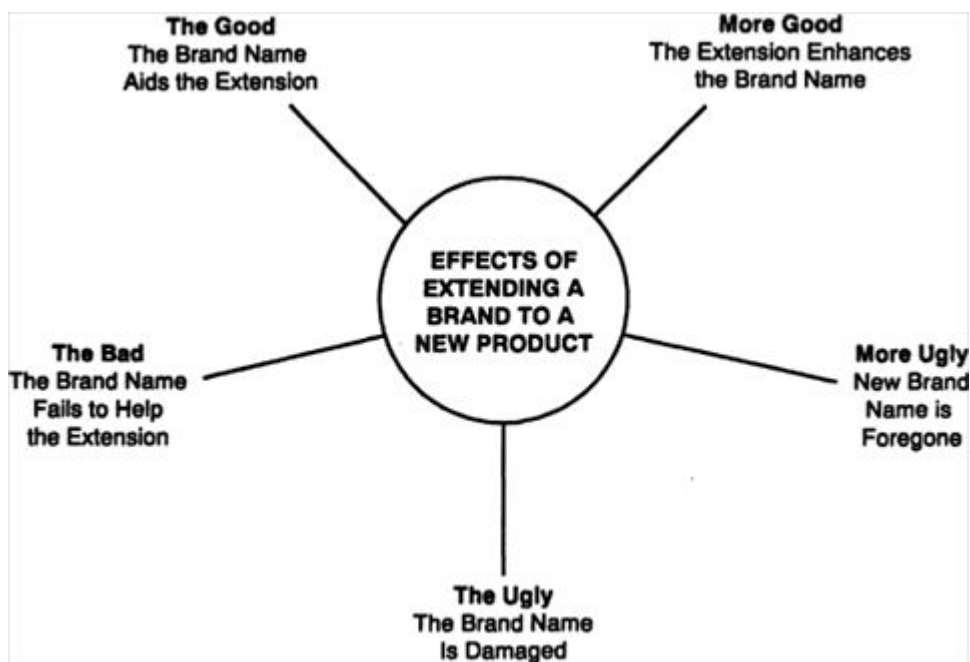 The Good
The Brand Name
Aids the Extension
More Good
The Extension Enhances
the Brand Name
EFFECTS OF
EXTENDING A
BRAND TO A
NEW PRODUCT
The Bad
The Brand Name
Fails to Help
the Extension
More Ugly
New Brand
Name is
Foregone
The Ugly
The Brand Name
Is Damaged